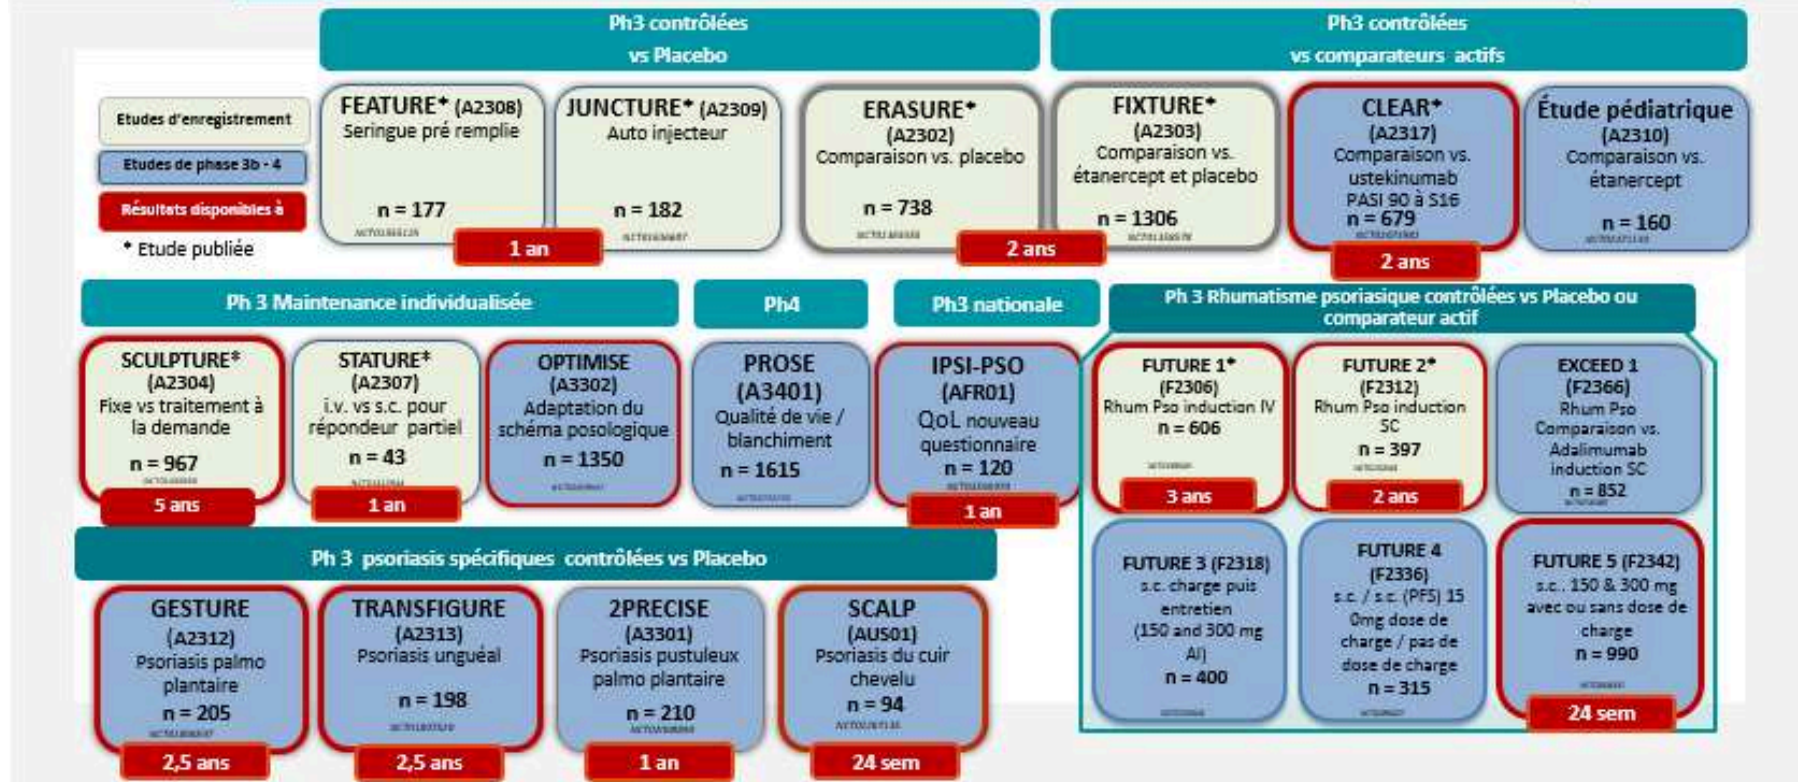 Ph3 contrôlées
vs Placebo
Ph3 contrôlées
vs comparateurs actifs
Etudes d'enregistrement
Etudes de phase 3b - 4
Résultats disponibles à
* Etude publiée
FEATURE* (A2308)
Seringue pré remplie
n = 177
JUNCTURE* (A2309)
Auto injecteur
n = 182
1 an
ERASURE*
(A2302)
Comparaison vs. placebo
n = 738
FIXTURE*
(A2303)
Comparaison vs.
étanercept et placebo
n = 1306
2 ans
CLEAR*
(A2317)
Comparaison vs.
ustekinumab
PASI 90 à S16
n = 679
2 ans
Étude pédiatrique
(A2310)
Comparaison vs.
étanercept
n = 160
Ph 3 Maintenance individualisée
Ph4
Ph3 nationale
Ph 3 Rhumatisme psoriasique contrôlées vs Placebo ou
comparateur actif
SCULPTURE*
(A2304)
Fixe vs traitement à
la demande
n = 967
5 ans
STATURE*
(A2307)
i.v. vs s.c. pour
répondeur partiel
n = 43
1 an
OPTIMISE
(A3302)
Adaptation du
schéma posologique
n = 1350
PROSE
(A3401)
Qualité de vie /
blanchiment
n = 1615
IPSI-PSO
(AFR01)
QoL nouveau
questionnaire
n = 120
1 an
FUTURE 1*
(F2306)
Rhum Pso induction IV
n = 606
3 ans
FUTURE 2*
(F2312)
Rhum Pso induction
SC
n = 397
2 ans
EXCEED 1
(F2366)
Rhum Pso
Comparaison vs.
Adalimumab
induction SC
n = 852
Ph 3 psoriasis spécifiques contrôlées vs Placebo
GESTURE
(A2312)
Psoriasis palmo
plantaire
n = 205
2,5 ans
TRANSFIGURE
(A2313)
Psoriasis unguéal
n = 198
2,5 ans
2PRECISE
(A3301)
Psoriasis pustuleux
palmo plantaire
n = 210
1 an
SCALP
(AUS01)
Psoriasis du cuir
chevelu
n = 94
24 sem
FUTURE 3 (F2318)
s.c. charge puis
entretien
(150 and 300 mg
AI)
n = 400
FUTURE 4
(F2336)
s.c. / s.c. (PFS) 15
0mg dose de
charge / pas de
dose de charge
n = 315
FUTURE 5 (F2342)
s.c.. 150 & 300 mg
avec ou sans dose de
charge
n = 990
24 sem